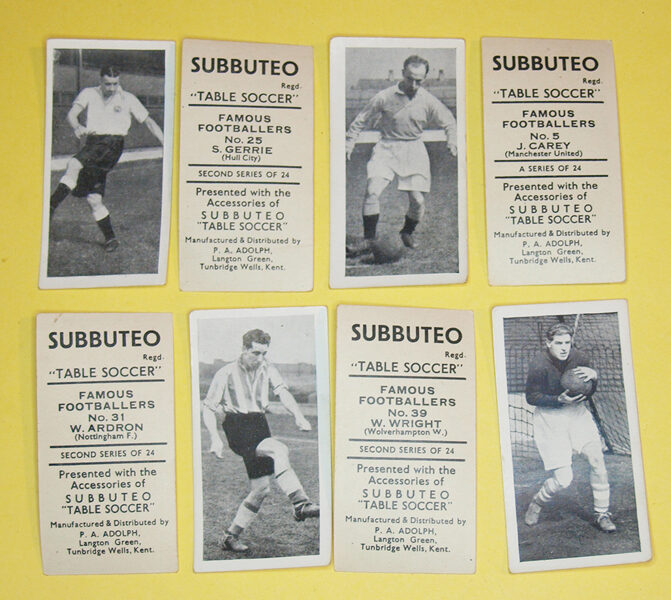 SUBBUTEO
Regd.
"TABLE SOCCER"
FAMOUS
FOOTBALLERS
No. 25
S. GERRIE
(Hull City)
SECOND SERIES OF 24
Presented with the
Accessories of
SUBBUTEO
"TABLE SOCCER"
Manufactured & Distributed by
P. A. ADOLPH,
Langton Green,
Tunbridge Wells, Kent.
SUBBUTEO
Regd.
"TABLE SOCCER"
FAMOUS
FOOTBALLERS
No. 5
J. CAREY
(Manchester United)
A SERIES OF 24
Presented with the
Accessories of
SUBBUTEO
"TABLE SOCCER"
Manufactured & Distributed by
P. A. ADOLPH,
Langton Green,
Tunbridge Wells, Kent.
SUBBUTEO
Regd.
"TABLE SOCCER"
FAMOUS
FOOTBALLERS
No. 31
W. ARDRON
(Nottingham F.)
SECOND SERIES OF 24
Presented with the
Accessories of
SUBBUTEO
"TABLE SOCCER"
Manufactured & Distributed by
P. A. ADOLPH,
Langton Green,
Tunbridge Wells, Kent.
SUBBUTEO
Regd.
"TABLE SOCCER"
FAMOUS
FOOTBALLERS
No. 39
W. WRIGHT
(Wolverhampton W.)
SECOND SERIES OF 24
Presented with the
Accessories of
SUBBUTEO
"TABLE SOCCER"
Manufactured & Distributed by
P. A. ADOLPH,
Langton Green,
Tunbridge Wells, Kent.